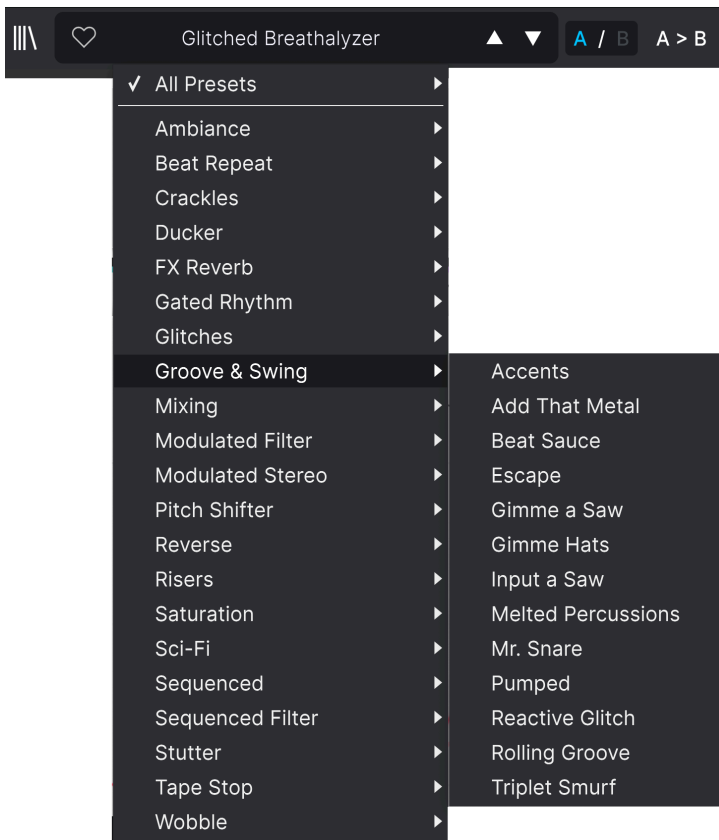 Glitched Breathalyzer A / B A > B
All Presets
Ambiance
Beat Repeat
Crackles
Ducker
FX Reverb
Gated Rhythm
Glitches
Groove & Swing
Mixing
Modulated Filter
Modulated Stereo
Pitch Shifter
Reverse
Risers
Saturation
Sci-Fi
Sequenced
Sequenced Filter
Stutter
Tape Stop
Wobble
Accents
Add That Metal
Beat Sauce
Escape
Gimme a Saw
Gimme Hats
Input a Saw
Melted Percussions
Mr. Snare
Pumped
Reactive Glitch
Rolling Groove
Triplet Smurf